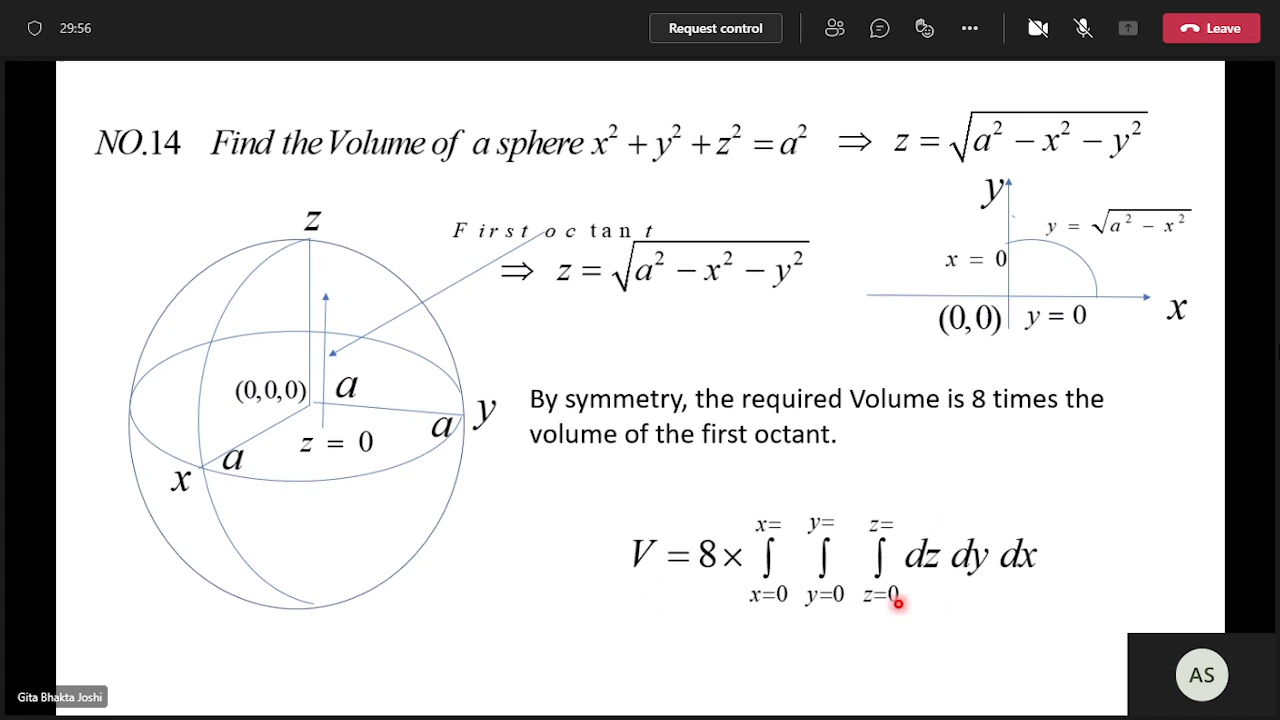 29:56 Request control Leave
NO.14 Find the Volume of a sphere x² + y² + z² = a² ⇒ z = √(a² − x² − y²)
z
First octant
⇒ z = √(a² − x² − y²)
y
y = √(a² − x²)
x = 0
(0,0) y = 0 x
(0,0,0) a
z = 0 a y
x a
By symmetry, the required Volume is 8 times the
volume of the first octant.
x= y= z=
V = 8 × ∫ ∫ ∫ dz dy dx
x=0 y=0 z=0
AS
Gita Bhakta Joshi